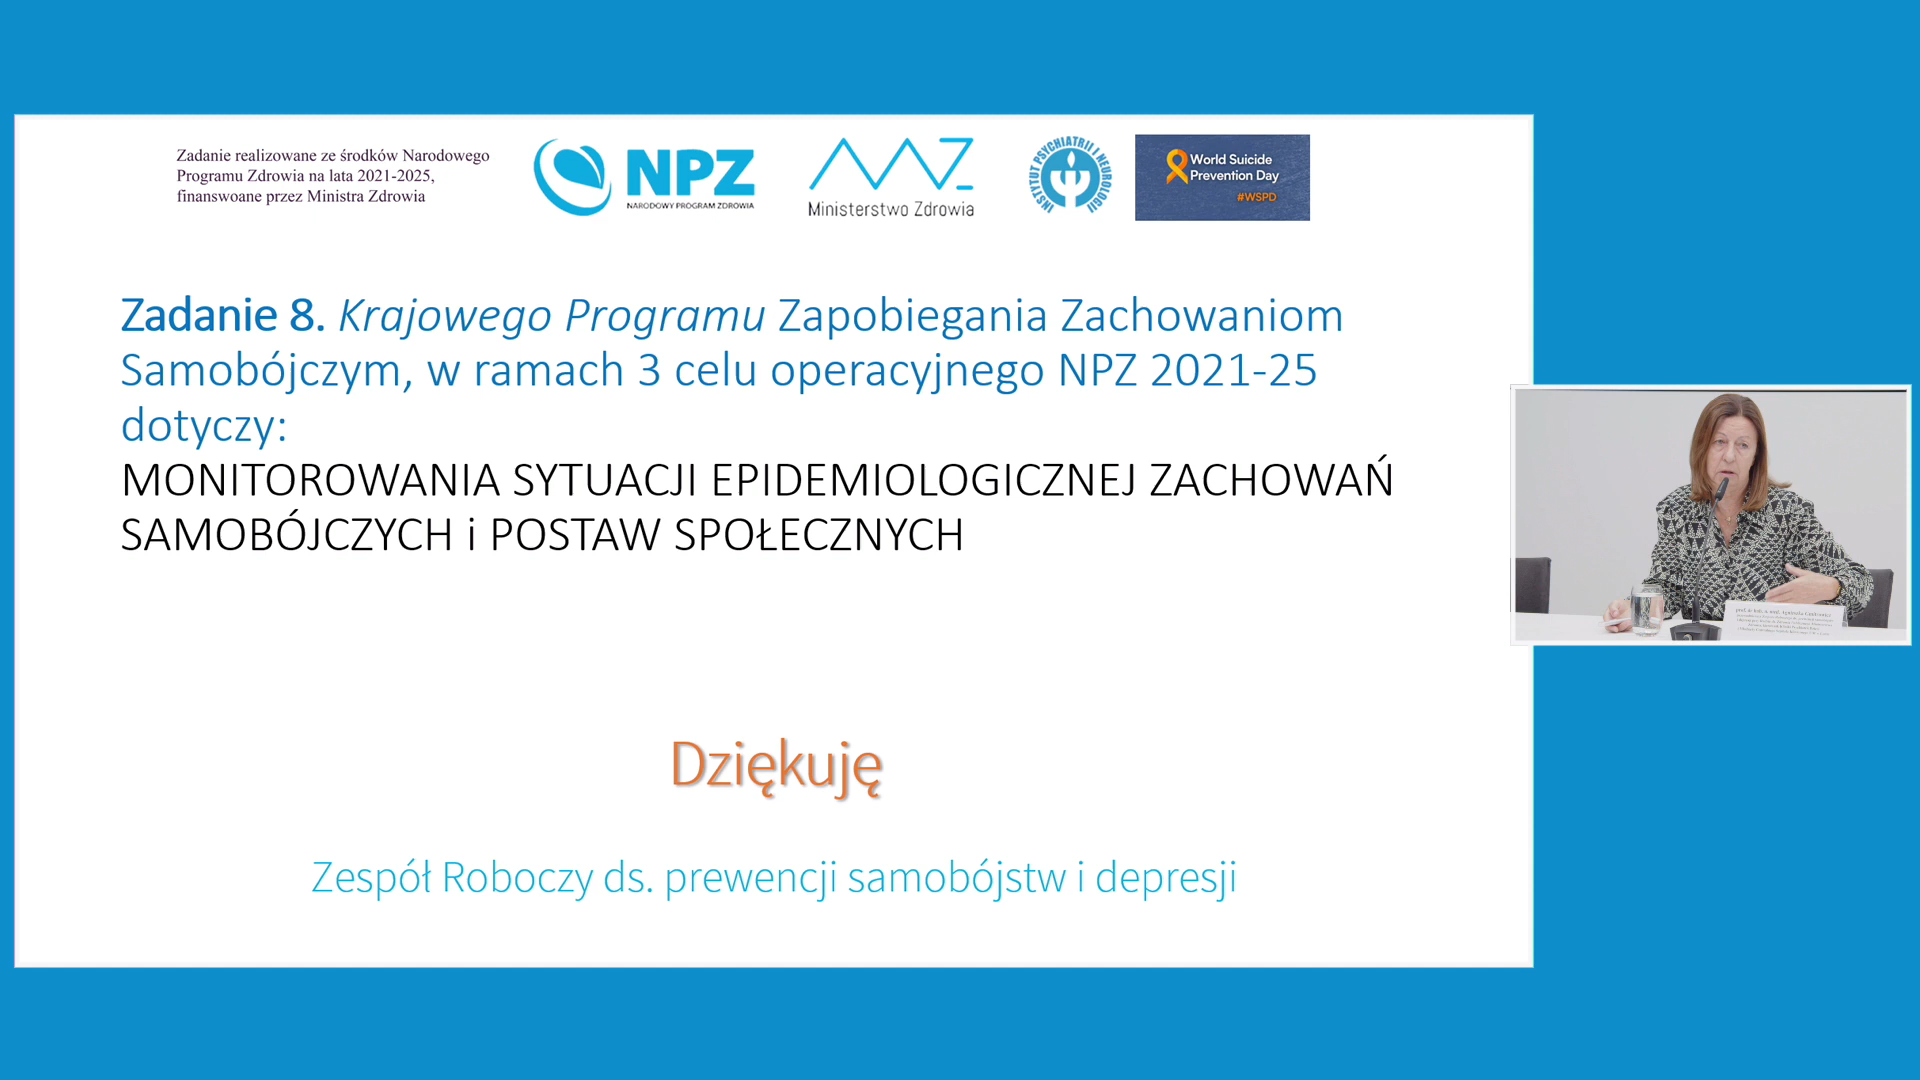 Zadanie realizowane ze środków Narodowego
Programu Zdrowia na lata 2021-2025,
finanswoane przez Ministra Zdrowia
NPZ
NARODOWY PROGRAM ZDROWIA
Ministerstwo Zdrowia
INSTYTUT PSYCHIATRII I NEUROLOGII
World Suicide
Prevention Day
#WSPD
Zadanie 8. Krajowego Programu Zapobiegania Zachowaniom
Samobójczym, w ramach 3 celu operacyjnego NPZ 2021-25
dotyczy:
MONITOROWANIA SYTUACJI EPIDEMIOLOGICZNEJ ZACHOWAŃ
SAMOBÓJCZYCH i POSTAW SPOŁECZNYCH
Dziękuję
Zespół Roboczy ds. prewencji samobójstw i depresji